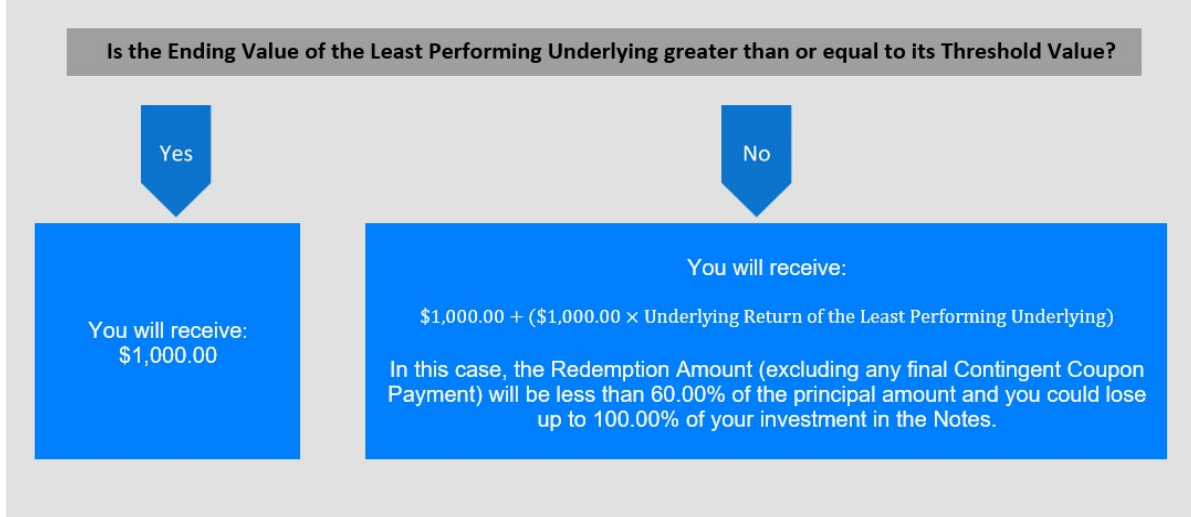 Is the Ending Value of the Least Performing Underlying greater than or equal to its Threshold Value?
Yes
No
You will receive:
$1,000.00
You will receive:
$1,000.00 + ($1,000.00 × Underlying Return of the Least Performing Underlying)
In this case, the Redemption Amount (excluding any final Contingent Coupon
Payment) will be less than 60.00% of the principal amount and you could lose
up to 100.00% of your investment in the Notes.